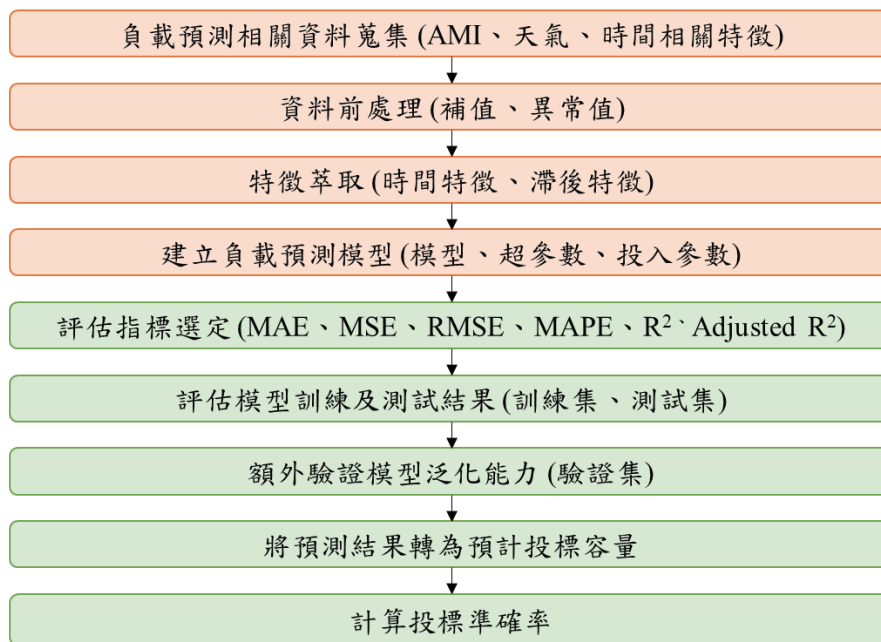 負載預測相關資料蒐集(AMI、天氣、時間相關特徵)
資料前處理(補值、異常值)
特徵萃取(時間特徵、滯後特徵)
建立負載預測模型(模型、超參數、投入參數)
評估指標選定(MAE、MSE、RMSE、MAPE、R²、Adjusted R²)
評估模型訓練及測試結果(訓練集、測試集)
額外驗證模型泛化能力(驗證集)
將預測結果轉為預計投標容量
計算投標準確率